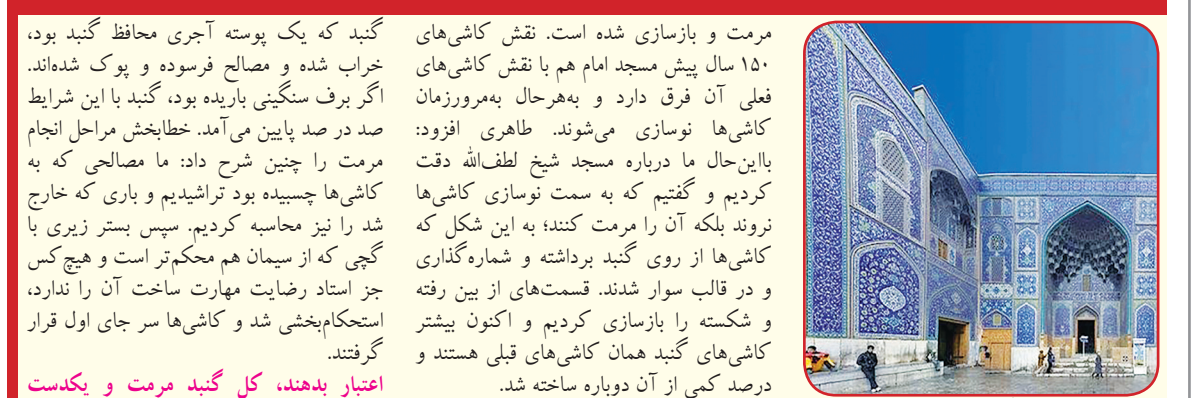 مرمت و بازسازی شده است. نقش کاشی‌های
۱۵۰ سال پیش مسجد امام هم با نقش کاشی‌های
فعلی آن فرق دارد و به‌هرحال به‌مرورزمان
کاشی‌ها نوسازی می‌شوند. طاهری افزود:
بااین‌حال ما درباره مسجد شیخ لطف‌الله دقت
کردیم و گفتیم که به سمت نوسازی کاشی‌ها
نروند بلکه آن را مرمت کنند؛ به این شکل که
کاشی‌ها از روی گنبد برداشته و شماره‌گذاری
و در قالب سوار شدند. قسمت‌های از بین رفته
و شکسته را بازسازی کردیم و اکنون بیشتر
کاشی‌های گنبد همان کاشی‌های قبلی هستند و
درصد کمی از آن دوباره ساخته شد.
گنبد که یک پوسته آجری محافظ گنبد بود،
خراب شده و مصالح فرسوده و پوک شده‌اند.
اگر برف سنگینی باریده بود، گنبد با این شرایط
صد در صد پایین می‌آمد. خطابخش مراحل انجام
مرمت را چنین شرح داد: ما مصالحی که به
کاشی‌ها چسبیده بود تراشیدیم و باری که خارج
شد را نیز محاسبه کردیم. سپس بستر زیری با
گچی که از سیمان هم محکم‌تر است و هیچ‌کس
جز استاد رضایت مهارت ساخت آن را ندارد،
استحکام‌بخشی شد و کاشی‌ها سر جای اول قرار
گرفتند.
اعتبار بدهند، کل گنبد مرمت و یکدست